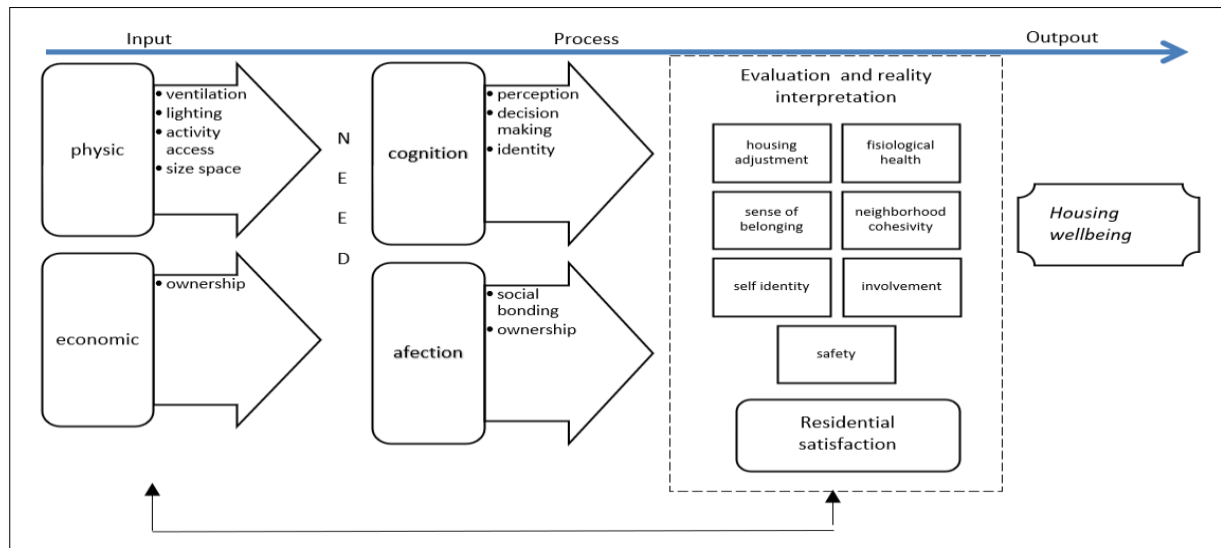 Input
Process
Outpout
physic
• ventilation
• lighting
• activity
access
• size space
economic
• ownership
N
E
E
D
cognition
• perception
• decision
making
• identity
afection
• social
bonding
• ownership
Evaluation and reality
interpretation
housing
adjustment
fisiological
health
sense of
belonging
neighborhood
cohesivity
self identity
involvement
safety
Residential
satisfaction
Housing
wellbeing